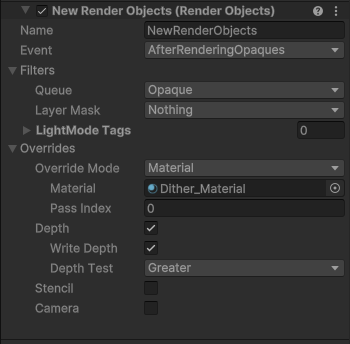 New Render Objects (Render Objects)
Name NewRenderObjects
Event AfterRenderingOpaques
Filters
Queue Opaque
Layer Mask Nothing
LightMode Tags 0
Overrides
Override Mode Material
Material Dither_Material
Pass Index 0
Depth
Write Depth
Depth Test Greater
Stencil
Camera